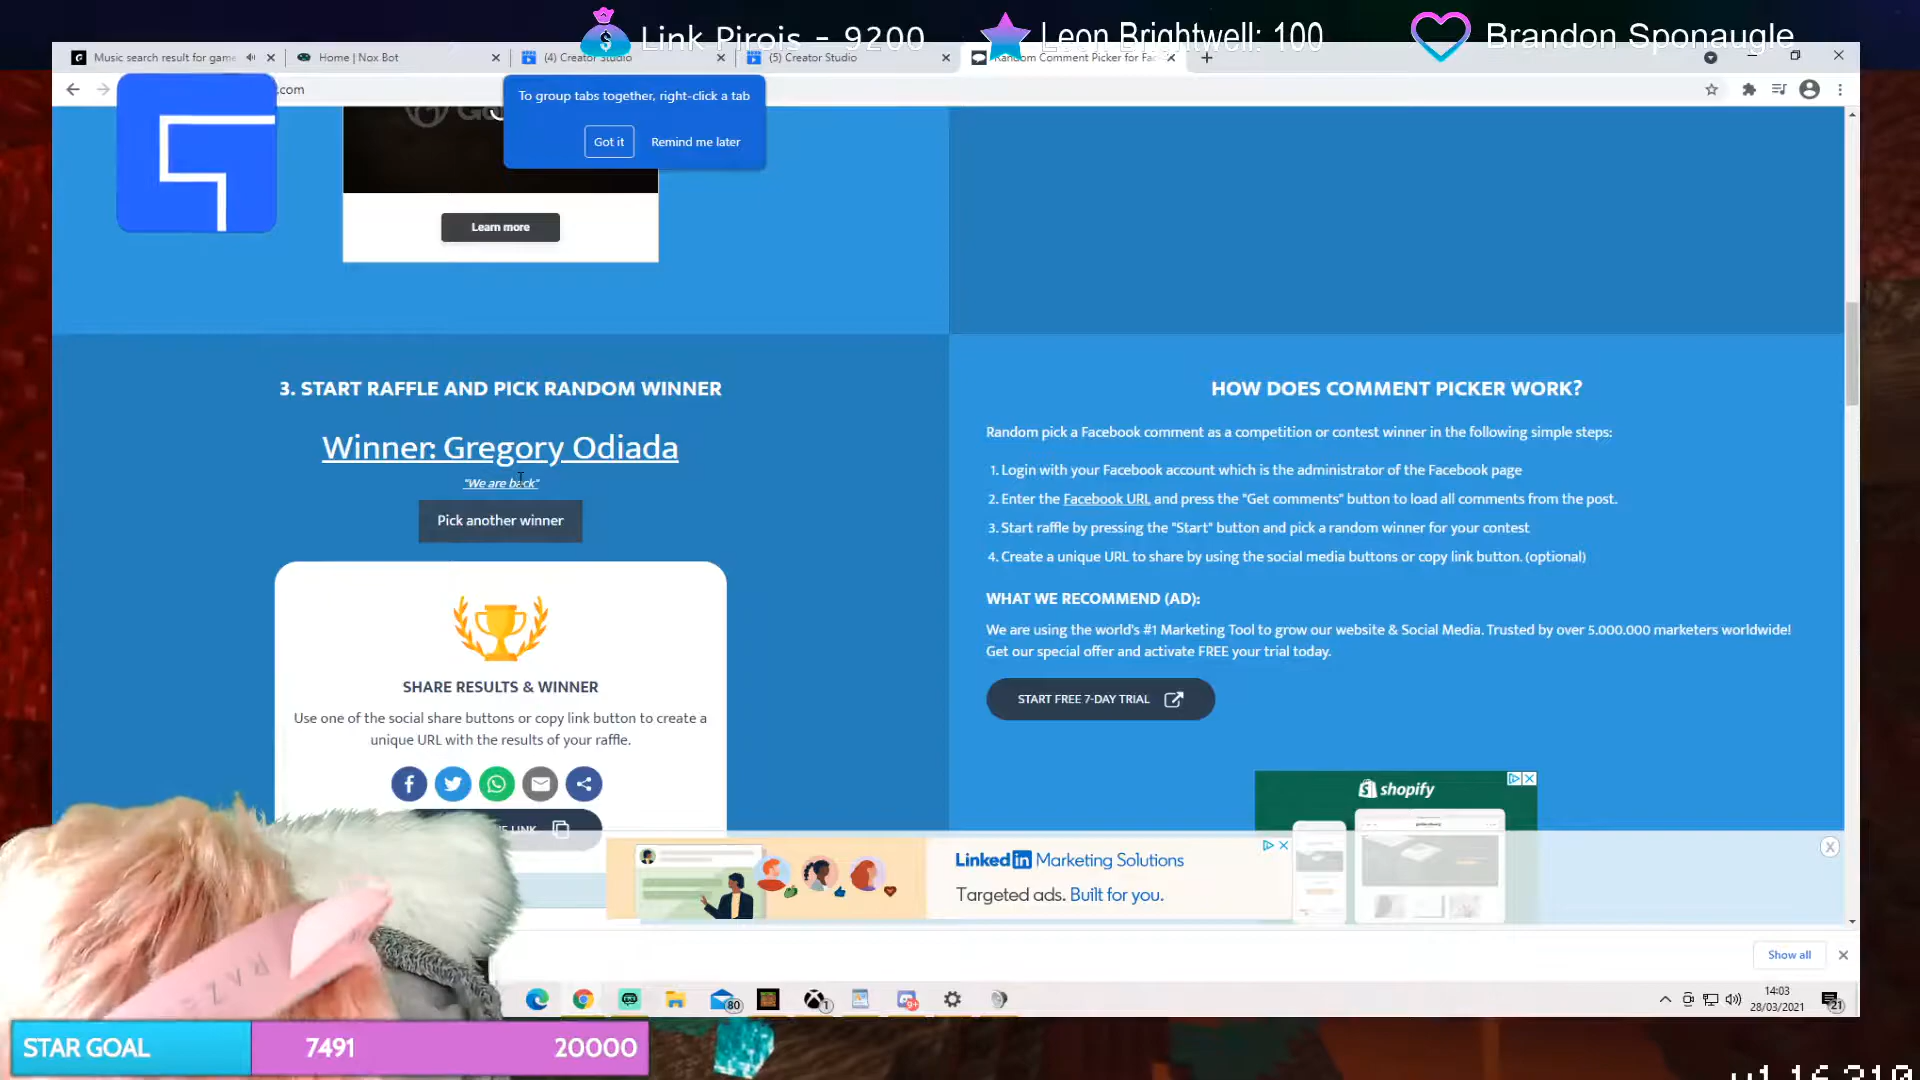 Link Pirois - 9200
Leon Brightwell: 100
Brandon Sponaugle
Music search result for game
Home | Nox Bot
(4) Creator Studio
(5) Creator Studio
Random Comment Picker for Fac
.com
To group tabs together, right-click a tab
Got it
Remind me later
Learn more
3. START RAFFLE AND PICK RANDOM WINNER
Winner: Gregory Odiada
"We are back"
Pick another winner
SHARE RESULTS & WINNER
Use one of the social share buttons or copy link button to create a
unique URL with the results of your raffle.
LINK
HOW DOES COMMENT PICKER WORK?
Random pick a Facebook comment as a competition or contest winner in the following simple steps:
1. Login with your Facebook account which is the administrator of the Facebook page
2. Enter the Facebook URL and press the "Get comments" button to load all comments from the post.
3. Start raffle by pressing the "Start" button and pick a random winner for your contest
4. Create a unique URL to share by using the social media buttons or copy link button. (optional)
WHAT WE RECOMMEND (AD):
We are using the world's #1 Marketing Tool to grow our website & Social Media. Trusted by over 5.000.000 marketers worldwide!
Get our special offer and activate FREE your trial today.
START FREE 7-DAY TRIAL
shopify
LinkedIn Marketing Solutions
Targeted ads. Built for you.
Show all
80
1
9+
14:03
28/03/2021
21
RAZE
STAR GOAL
7491
20000
v1.16.210